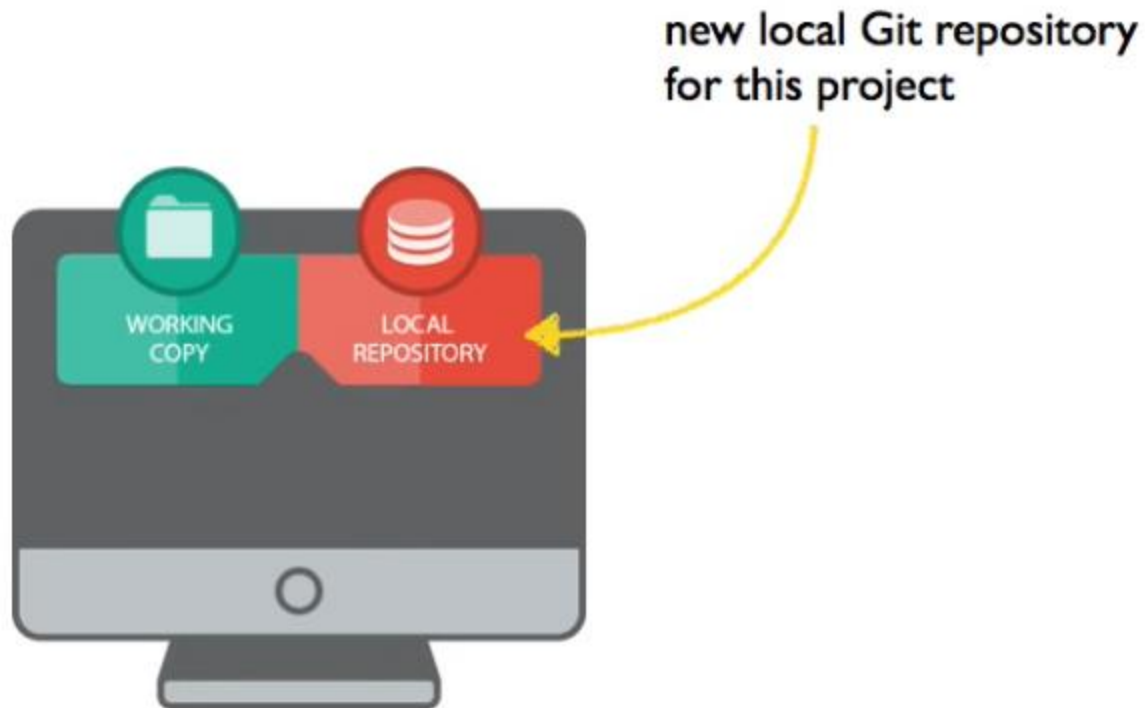 new local Git repository
for this project
WORKING
COPY
LOCAL
REPOSITORY